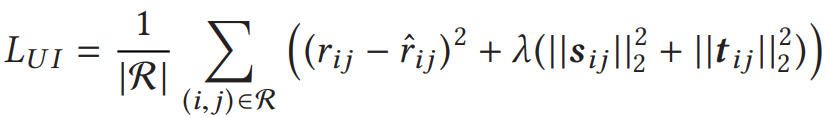 L_{UI} = \frac{1}{|\mathcal{R}|} \sum_{(i,j) \in \mathcal{R}} \left( (r_{ij} - \hat{r}_{ij})^2 + \lambda (||\boldsymbol{s}_{ij}||_2^2 + ||\boldsymbol{t}_{ij}||_2^2) \right)